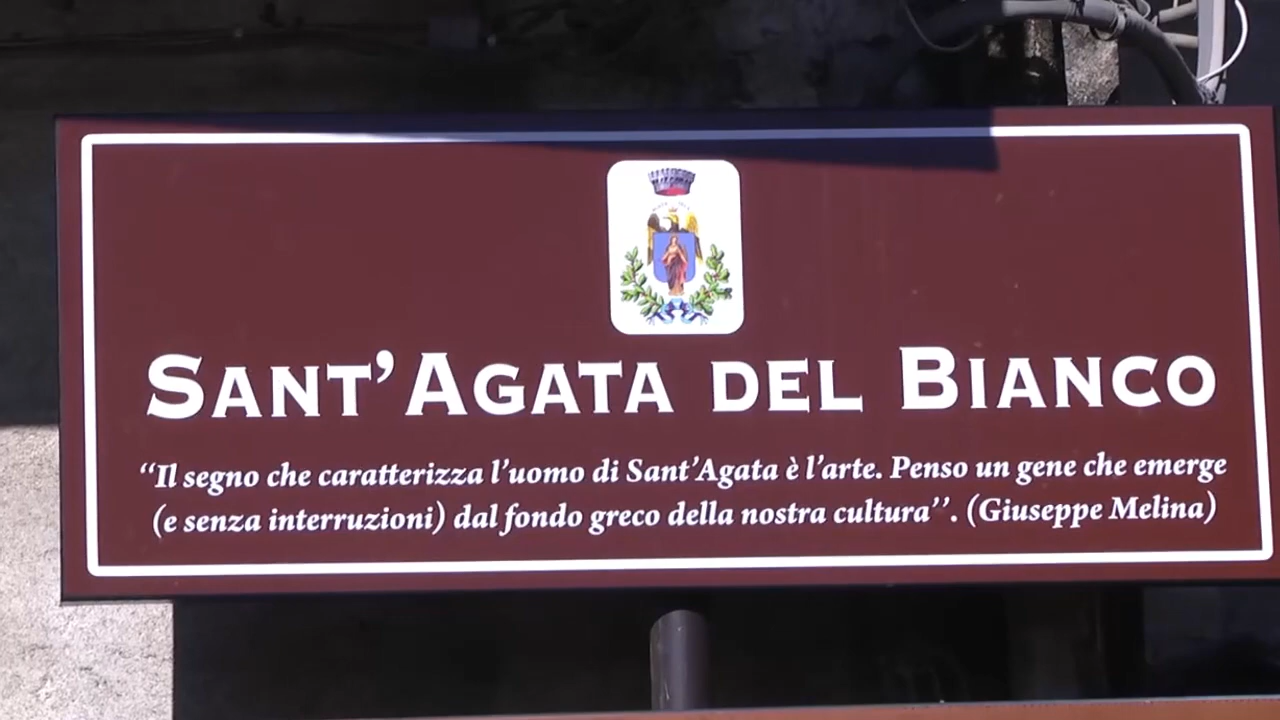 SANT'AGATA DEL BIANCO
“Il segno che caratterizza l’uomo di Sant’Agata è l’arte. Penso un gene che emerge
(e senza interruzioni) dal fondo greco della nostra cultura’’. (Giuseppe Melina)